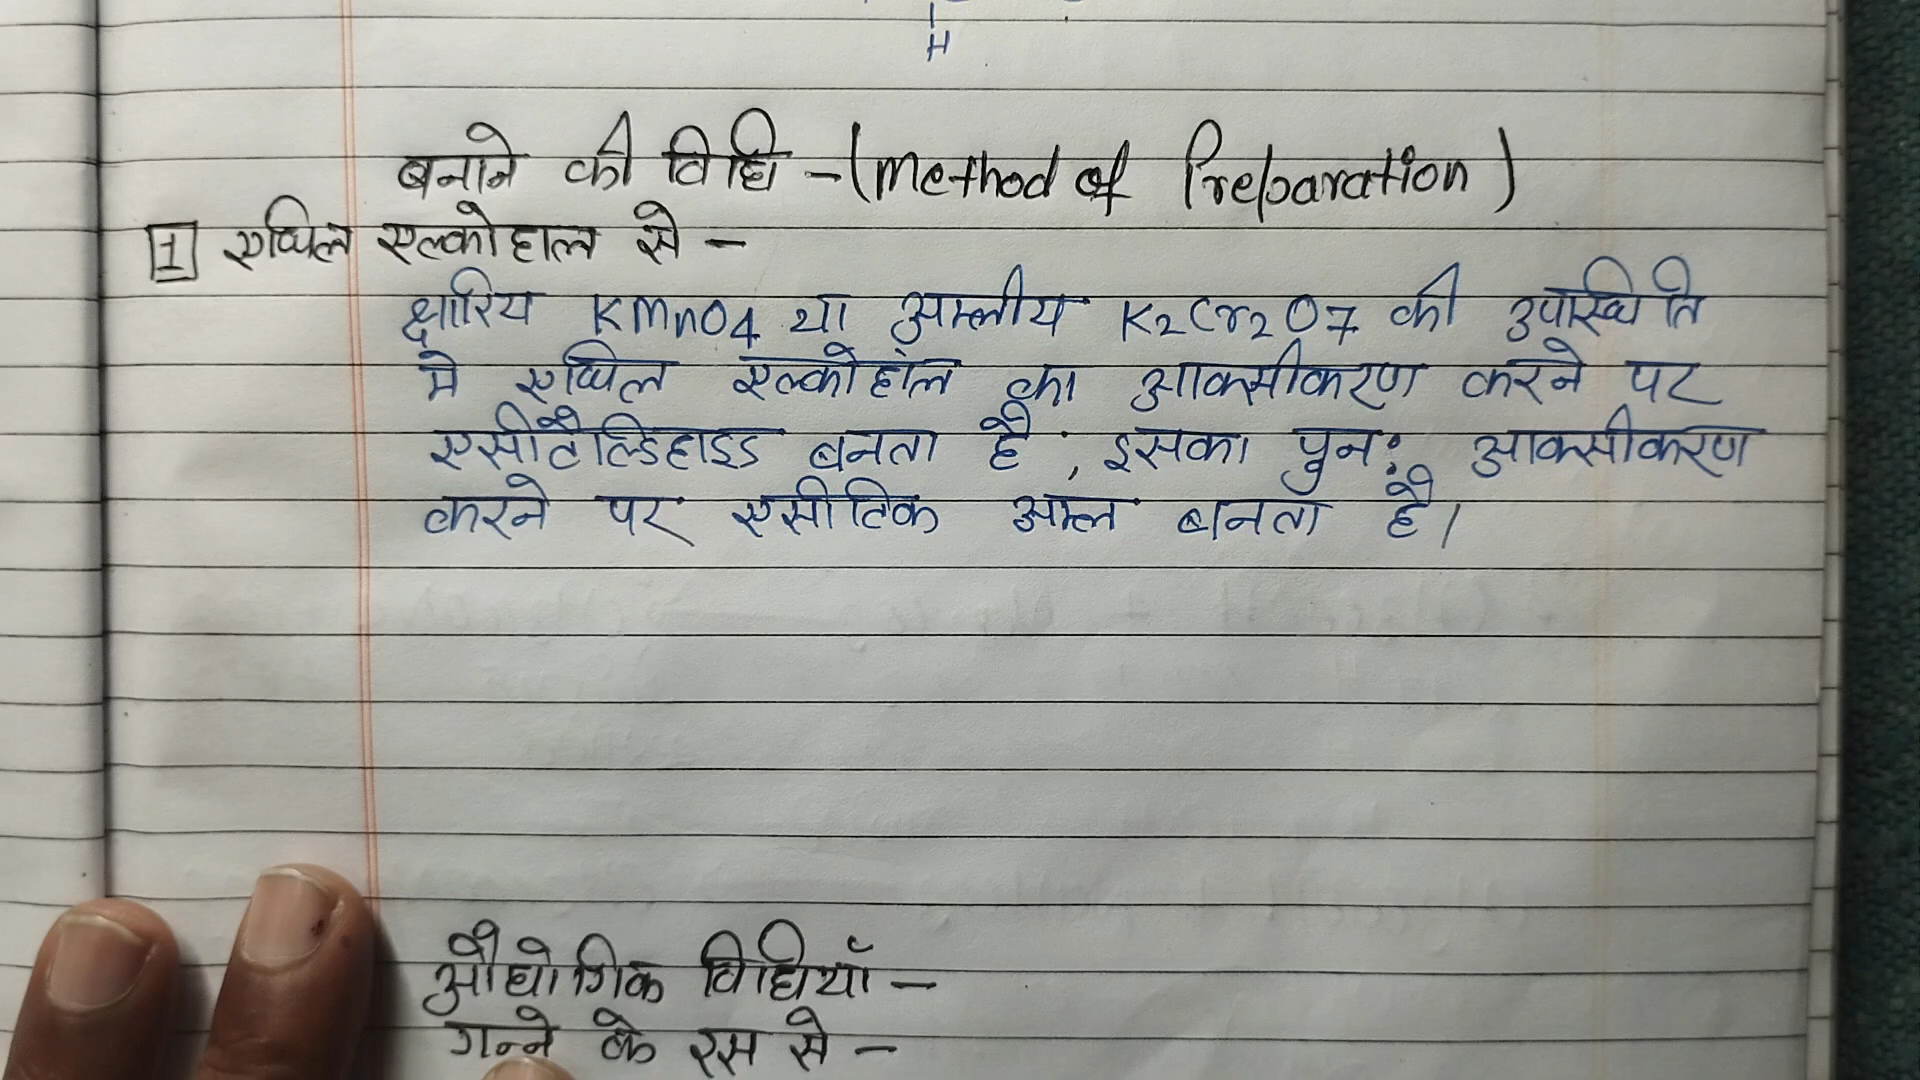 H
बनाने की विधि - (Method of Preparation)
1 एथिल एल्कोहाल से -
क्षारिय KMnO4 या अम्लीय K2Cr2O7 की उपस्थिति
मे एथिल एल्कोहॉल का आक्सीकरण करने पर
एसीटैल्डिहाइड बनता है, इसका पुनः आक्सीकरण
करने पर एसीटिक अम्ल बनता है।
औद्योगिक विधियाँ -
गन्ने के रस से -